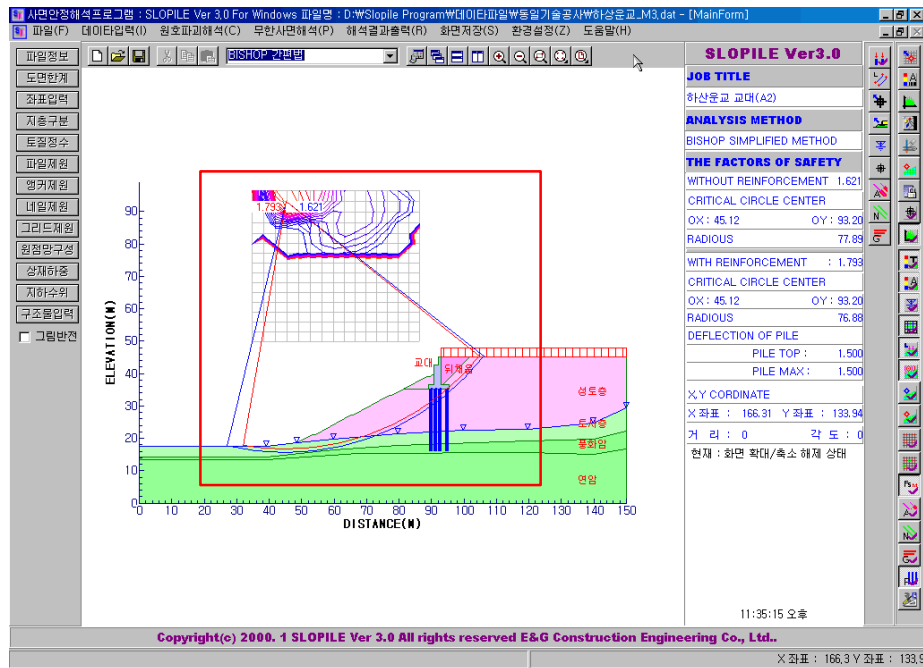 사면안정해석프로그램 : SLOPILE Ver 3,0 For Windows 파일명 : D:₩Slopile Program₩데이타파일₩동일기술공사₩하상운교_M3.dat - [MainForm]
파일(F) 데이타입력(I) 원호파괴해석(C) 무한사면해석(P) 해석결과출력(R) 화면저장(S) 환경설정(Z) 도움말(H)
파일정보
도면한계
좌표입력
지층구분
토질정수
파일제원
앵커제원
네일제원
그리드제원
원점망구성
상재하중
지하수위
구조물입력
그림반전
BISHOP 간편법
1.793
1.621
교대
뒤채움
성토층
토사층
풍화암
연암
ELEVATION(M)
90
80
70
60
50
40
30
20
10
0
0 10 20 30 40 50 60 70 80 90 100 110 120 130 140 150
DISTANCE(M)
SLOPILE Ver3.0
JOB TITLE
하산운교 교대(A2)
ANALYSIS METHOD
BISHOP SIMPLIFIED METHOD
THE FACTORS OF SAFETY
WITHOUT REINFORCEMENT 1.621
CRITICAL CIRCLE CENTER
OX : 45.12 OY : 93.20
RADIOUS 77.89
WITH REINFORCEMENT : 1.793
CRITICAL CIRCLE CENTER
OX : 45.12 OY : 93.20
RADIOUS 76.88
DEFLECTION OF PILE
PILE TOP : 1.500
PILE MAX : 1.500
X,Y CORDINATE
X 좌표 : 166.31 Y 좌표 : 133.94
거 리 : 0 각 도 : 0
현재 : 화면 확대/축소 해제 상태
11:35:15 오후
Copyright(c) 2000. 1 SLOPILE Ver 3.0 All rights reserved E&G Construction Engineering Co., Ltd..
X 좌표 : 166,3 Y 좌표 : 133,9